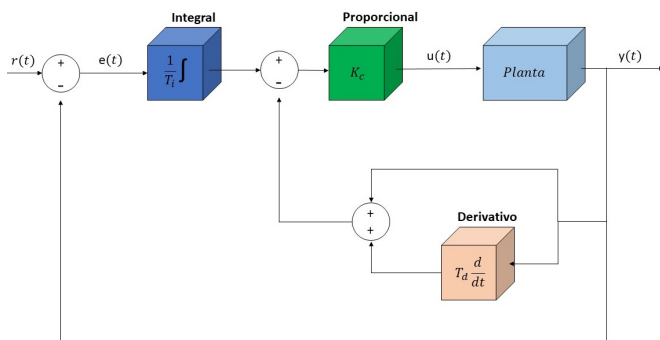 Integral
Proporcional
r(t)
+
-
e(t)
1/T_i ∫
+
-
K_c
u(t)
Planta
y(t)
+
+
Derivativo
T_d d/dt